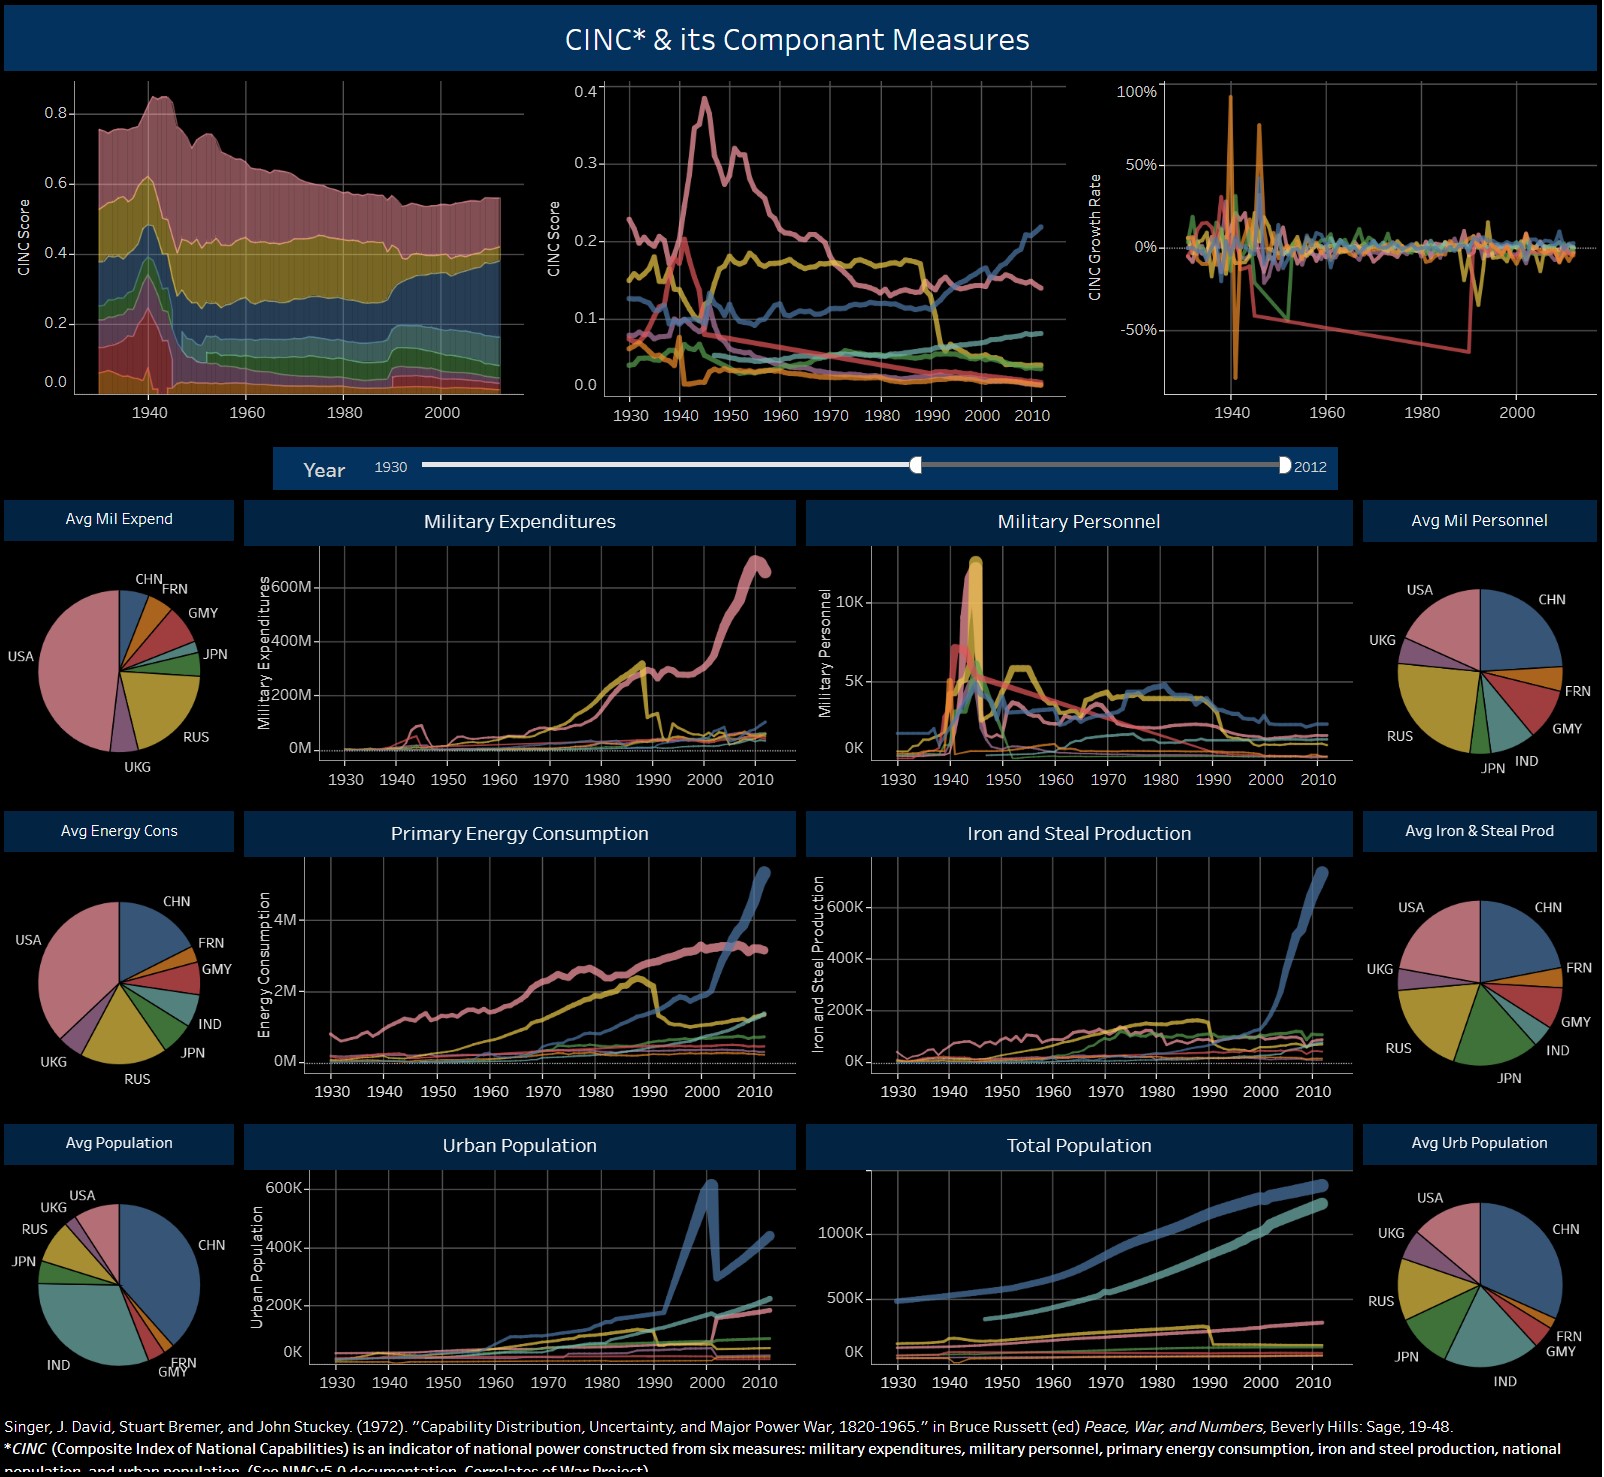 CINC* & its Componant Measures
CINC Score
0.8
0.6
0.4
0.2
0.0
1940 1960 1980 2000
CINC Score
0.4
0.3
0.2
0.1
0.0
1930 1940 1950 1960 1970 1980 1990 2000 2010
CINC Growth Rate
100%
50%
0%
-50%
1940 1960 1980 2000
Year 1930 2012
Avg Mil Expend
CHN
FRN
GMY
JPN
RUS
UKG
USA
Military Expenditures
Military Expenditures
600M
400M
200M
0M
1930 1940 1950 1960 1970 1980 1990 2000 2010
Military Personnel
Military Personnel
10K
5K
0K
1930 1940 1950 1960 1970 1980 1990 2000 2010
Avg Mil Personnel
USA
CHN
UKG
FRN
GMY
RUS
IND
JPN
Avg Energy Cons
CHN
USA
FRN
GMY
IND
JPN
UKG
RUS
Primary Energy Consumption
Energy Consumption
4M
2M
0M
1930 1940 1950 1960 1970 1980 1990 2000 2010
Iron and Steal Production
Iron and Steel Production
600K
400K
200K
0K
1930 1940 1950 1960 1970 1980 1990 2000 2010
Avg Iron & Steal Prod
USA
CHN
UKG
FRN
GMY
RUS
IND
JPN
Avg Population
USA
UKG
RUS
CHN
JPN
IND
FRN
GMY
Urban Population
Urban Population
600K
400K
200K
0K
1930 1940 1950 1960 1970 1980 1990 2000 2010
Total Population
1000K
500K
0K
1930 1940 1950 1960 1970 1980 1990 2000 2010
Avg Urb Population
USA
CHN
UKG
RUS
FRN
GMY
JPN
IND
Singer, J. David, Stuart Bremer, and John Stuckey. (1972). "Capability Distribution, Uncertainty, and Major Power War, 1820-1965." in Bruce Russett (ed) Peace, War, and Numbers, Beverly Hills: Sage, 19-48.
*CINC (Composite Index of National Capabilities) is an indicator of national power constructed from six measures: military expenditures, military personnel, primary energy consumption, iron and steel production, national
population, and urban population. (See NMCv5.0 documentation, Correlates of War Project)